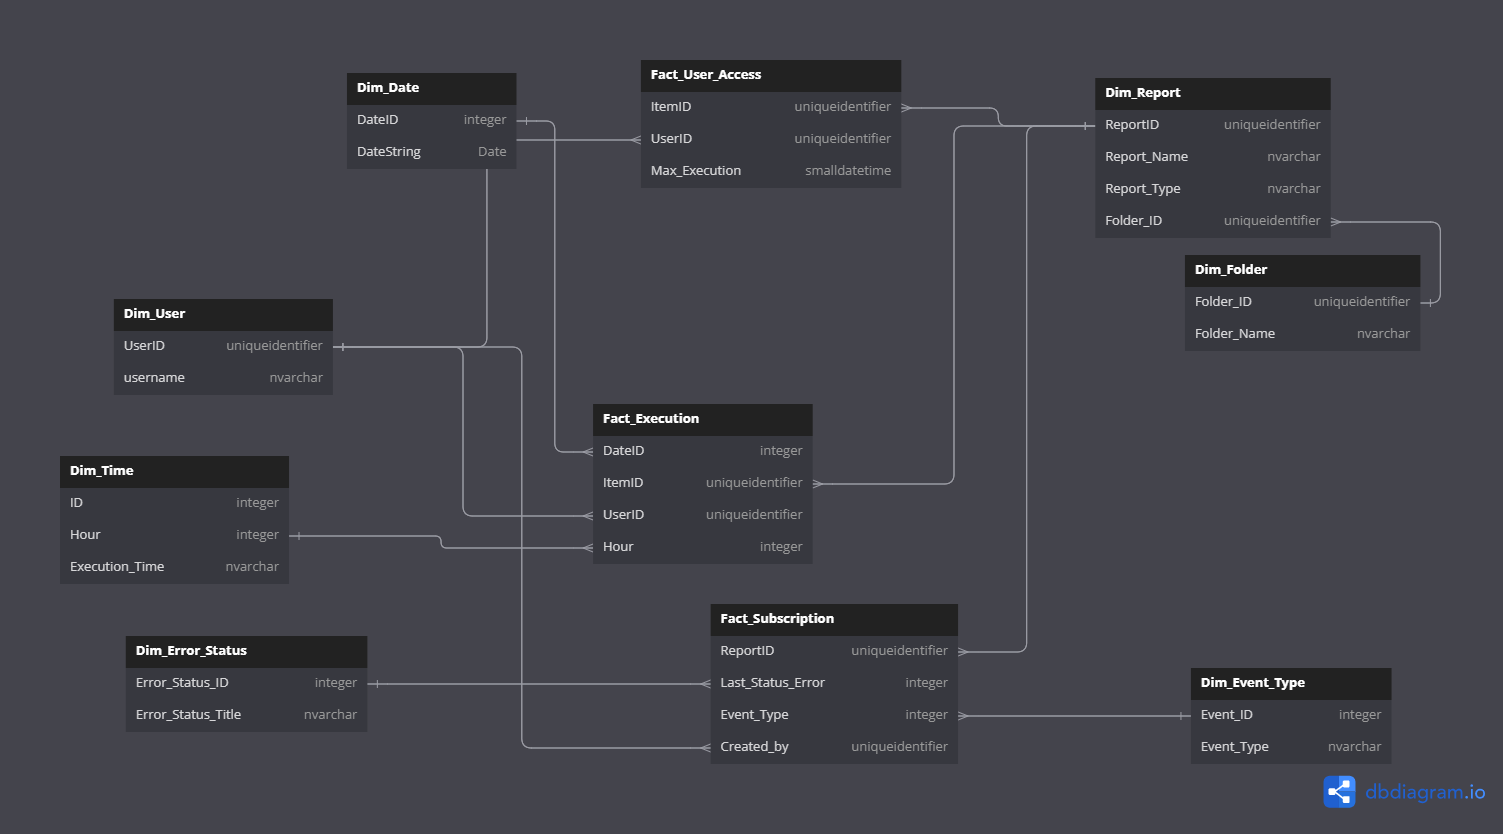 Dim_Date
DateID integer
DateString Date
Fact_User_Access
ItemID uniqueidentifier
UserID uniqueidentifier
Max_Execution smalldatetime
Dim_Report
ReportID uniqueidentifier
Report_Name nvarchar
Report_Type nvarchar
Folder_ID uniqueidentifier
Dim_Folder
Folder_ID uniqueidentifier
Folder_Name nvarchar
Dim_User
UserID uniqueidentifier
username nvarchar
Fact_Execution
DateID integer
ItemID uniqueidentifier
UserID uniqueidentifier
Hour integer
Dim_Time
ID integer
Hour integer
Execution_Time nvarchar
Fact_Subscription
ReportID uniqueidentifier
Last_Status_Error integer
Event_Type integer
Created_by uniqueidentifier
Dim_Error_Status
Error_Status_ID integer
Error_Status_Title nvarchar
Dim_Event_Type
Event_ID integer
Event_Type nvarchar
dbdiagram.io